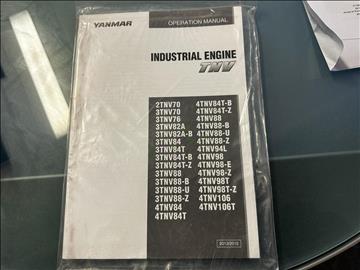 YANMAR
OPERATION MANUAL
INDUSTRIAL ENGINE
TNV
2TNV70 4TNV84T-B
3TNV70 4TNV84T-Z
3TNV76 4TNV88
3TNV82A 4TNV88-B
3TNV82A-B 4TNV88-U
3TNV84 4TNV88-Z
3TNV84T 4TNV94L
3TNV84T-B 4TNV98
3TNV84T-Z 4TNV98-E
3TNV88 4TNV98-Z
3TNV88-B 4TNV98T
3TNV88-U 4TNV98T-Z
3TNV88-Z 4TNV106
4TNV84 4TNV106T
4TNV84T